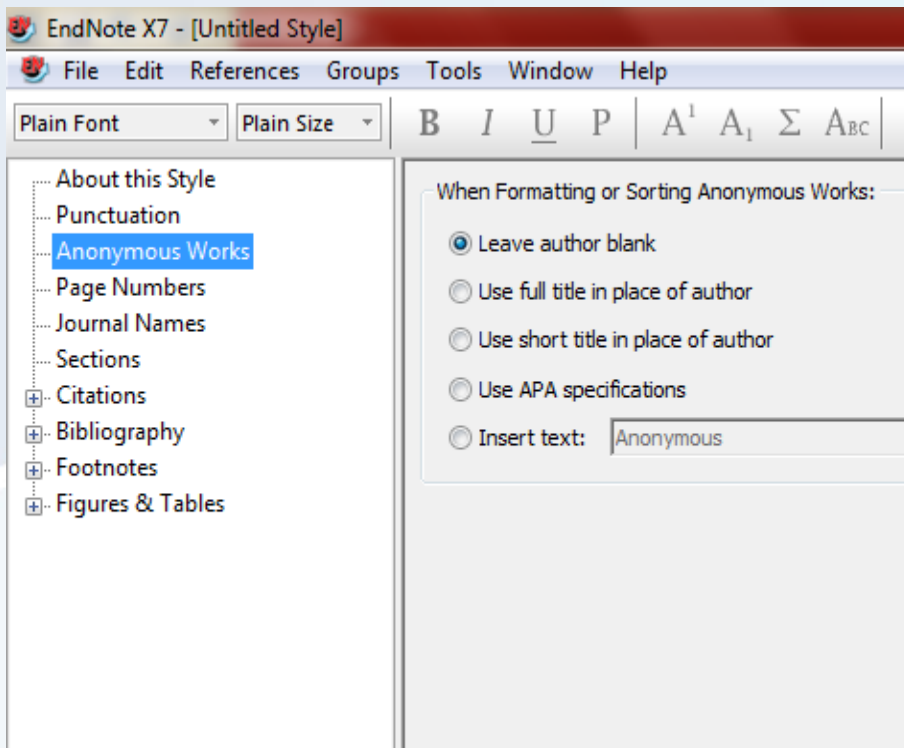 EndNote X7 - [Untitled Style]
File Edit References Groups Tools Window Help
Plain Font Plain Size B I U P A1 A1 Σ ABC
About this Style
Punctuation
Anonymous Works
Page Numbers
Journal Names
Sections
Citations
Bibliography
Footnotes
Figures & Tables
When Formatting or Sorting Anonymous Works:
Leave author blank
Use full title in place of author
Use short title in place of author
Use APA specifications
Insert text: Anonymous